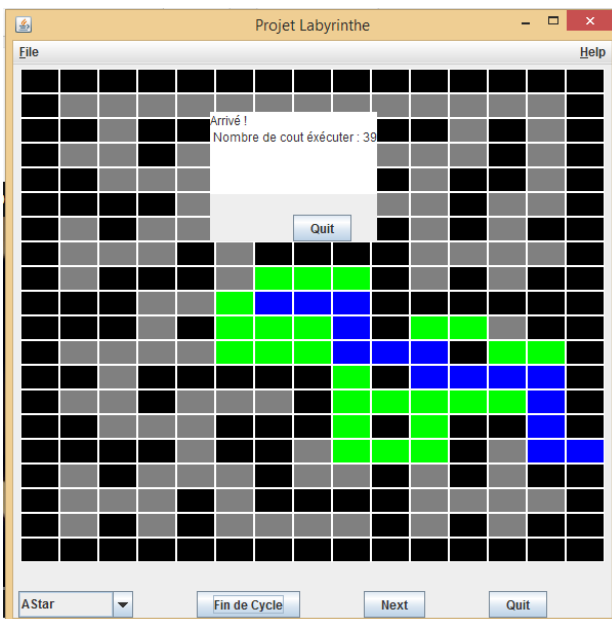 Projet Labyrinthe
File Help
Arrivé !
Nombre de cout éxécuter : 39
Quit
AStar Fin de Cycle Next Quit